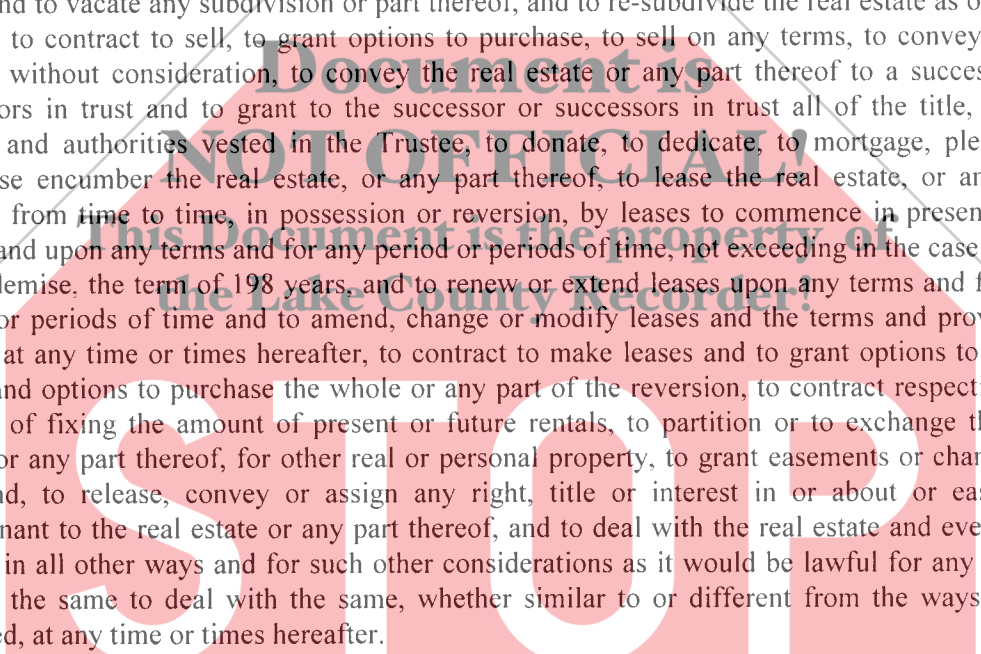 nd to vacate any subdivision or part thereof, and to re-subdivide the real estate as o
to contract to sell, to grant options to purchase, to sell on any terms, to convey
without consideration, to convey the real estate or any part thereof to a succes
ors in trust and to grant to the successor or successors in trust all of the title,
and authorities vested in the Trustee, to donate, to dedicate, to mortgage, ple
se encumber the real estate, or any part thereof, to lease the real estate, or an
from time to time, in possession or reversion, by leases to commence in presen
and upon any terms and for any period or periods of time, not exceeding in the case
demise, the term of 198 years, and to renew or extend leases upon any terms and f
or periods of time and to amend, change or modify leases and the terms and prov
at any time or times hereafter, to contract to make leases and to grant options to
and options to purchase the whole or any part of the reversion, to contract respecti
of fixing the amount of present or future rentals, to partition or to exchange th
or any part thereof, for other real or personal property, to grant easements or char
nd, to release, convey or assign any right, title or interest in or about or eas
nant to the real estate or any part thereof, and to deal with the real estate and eve
in all other ways and for such other considerations as it would be lawful for any
the same to deal with the same, whether similar to or different from the ways
ed, at any time or times hereafter.
Document is
NOT OFFICIAL!
This Document is the property of
the Lake County Recorder!
STOP